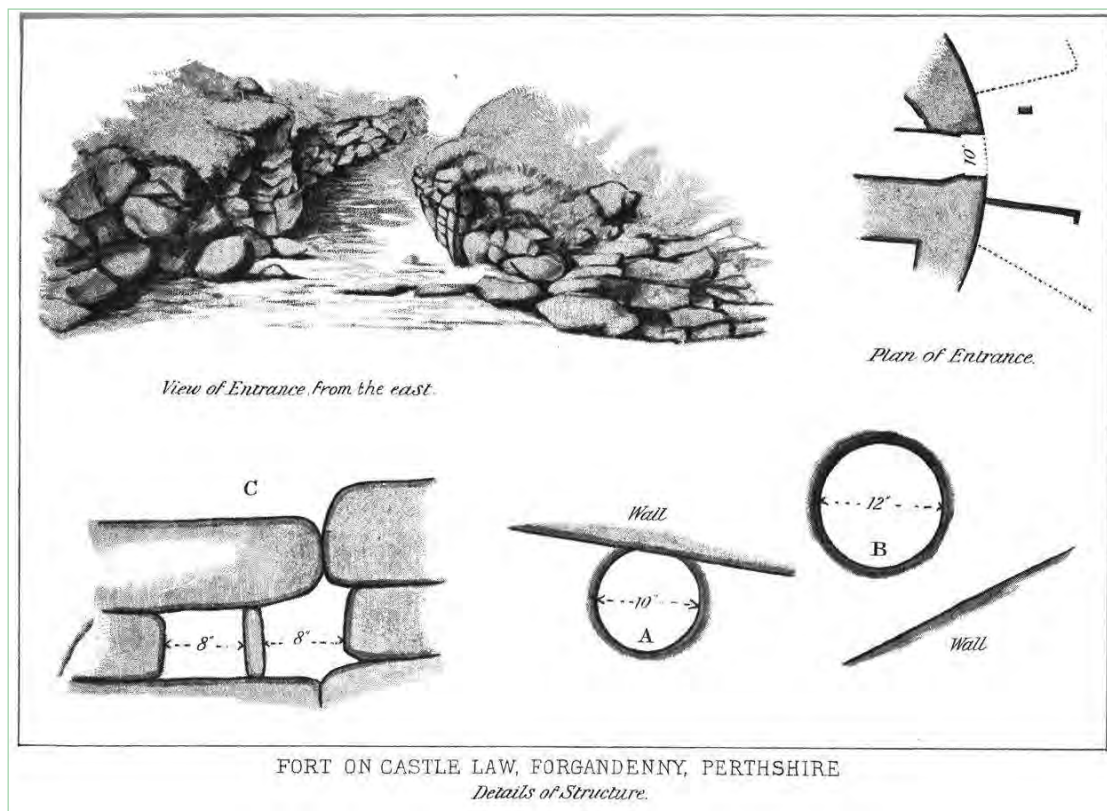 10'
Plan of Entrance.
View of Entrance. From the east.
C
8"
8"
Wall
10"
A
12"
B
Wall
FORT ON CASTLE LAW, FORGANDENNY, PERTHSHIRE
Details of Structure.